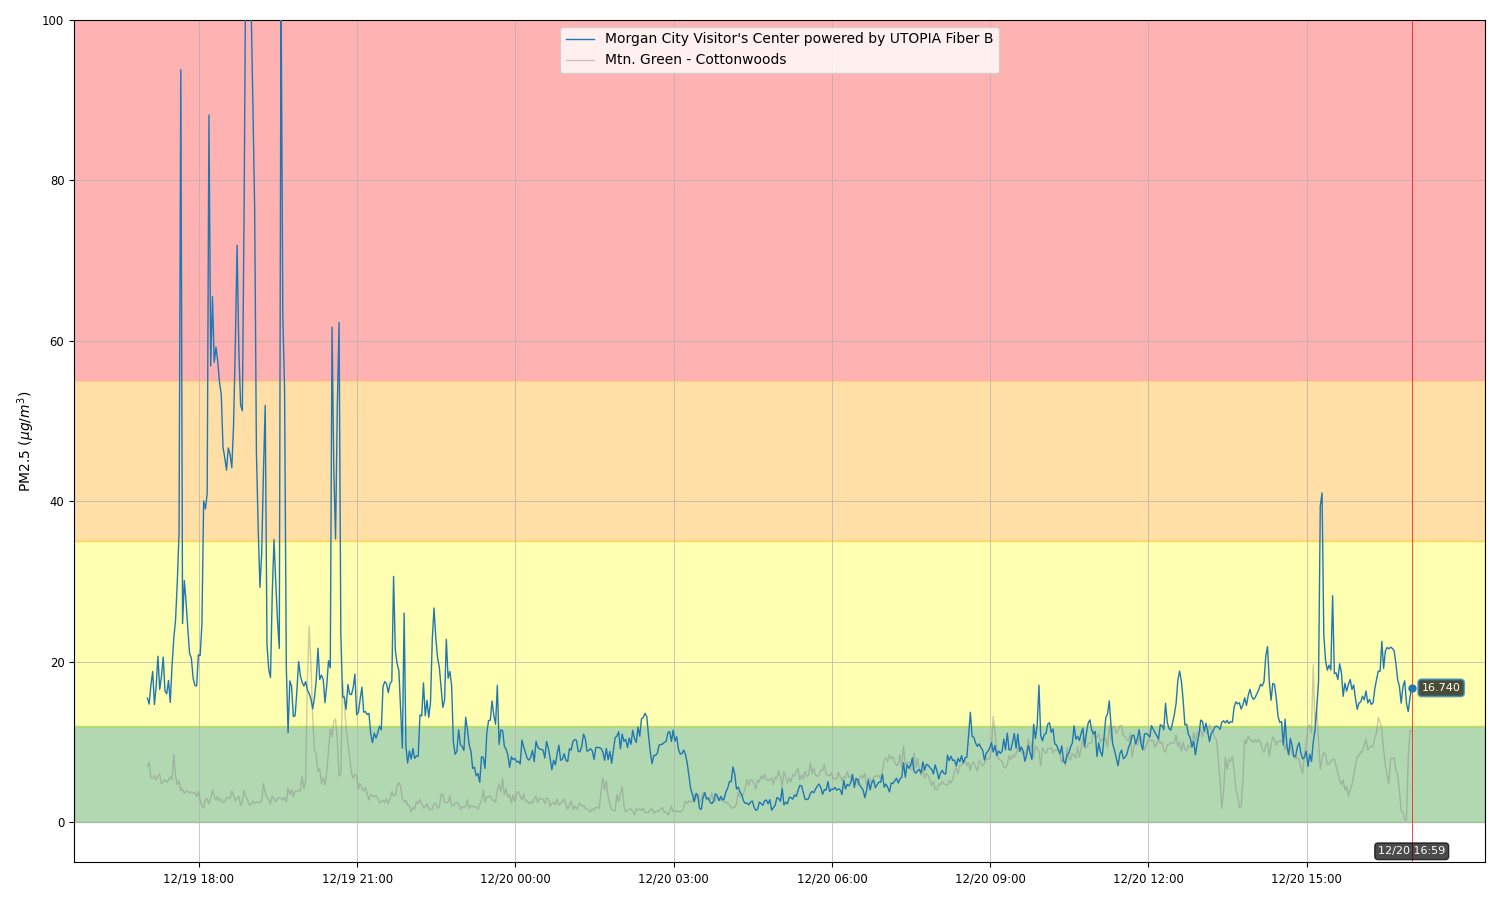 100
80
60
40
20
0
PM2.5 (µg/m³)
Morgan City Visitor's Center powered by UTOPIA Fiber B
Mtn. Green - Cottonwoods
16.740
12/20 16:59
12/19 18:00 12/19 21:00 12/20 00:00 12/20 03:00 12/20 06:00 12/20 09:00 12/20 12:00 12/20 15:00